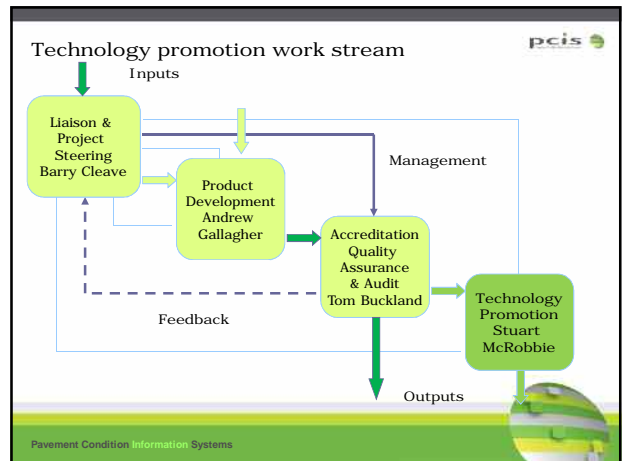 Technology promotion work stream
pcis
Inputs
Liaison &
Project
Steering
Barry Cleave
Management
Product
Development
Andrew
Gallagher
Accreditation
Quality
Assurance
& Audit
Tom Buckland
Technology
Promotion
Stuart
McRobbie
Feedback
Outputs
Pavement Condition Information Systems